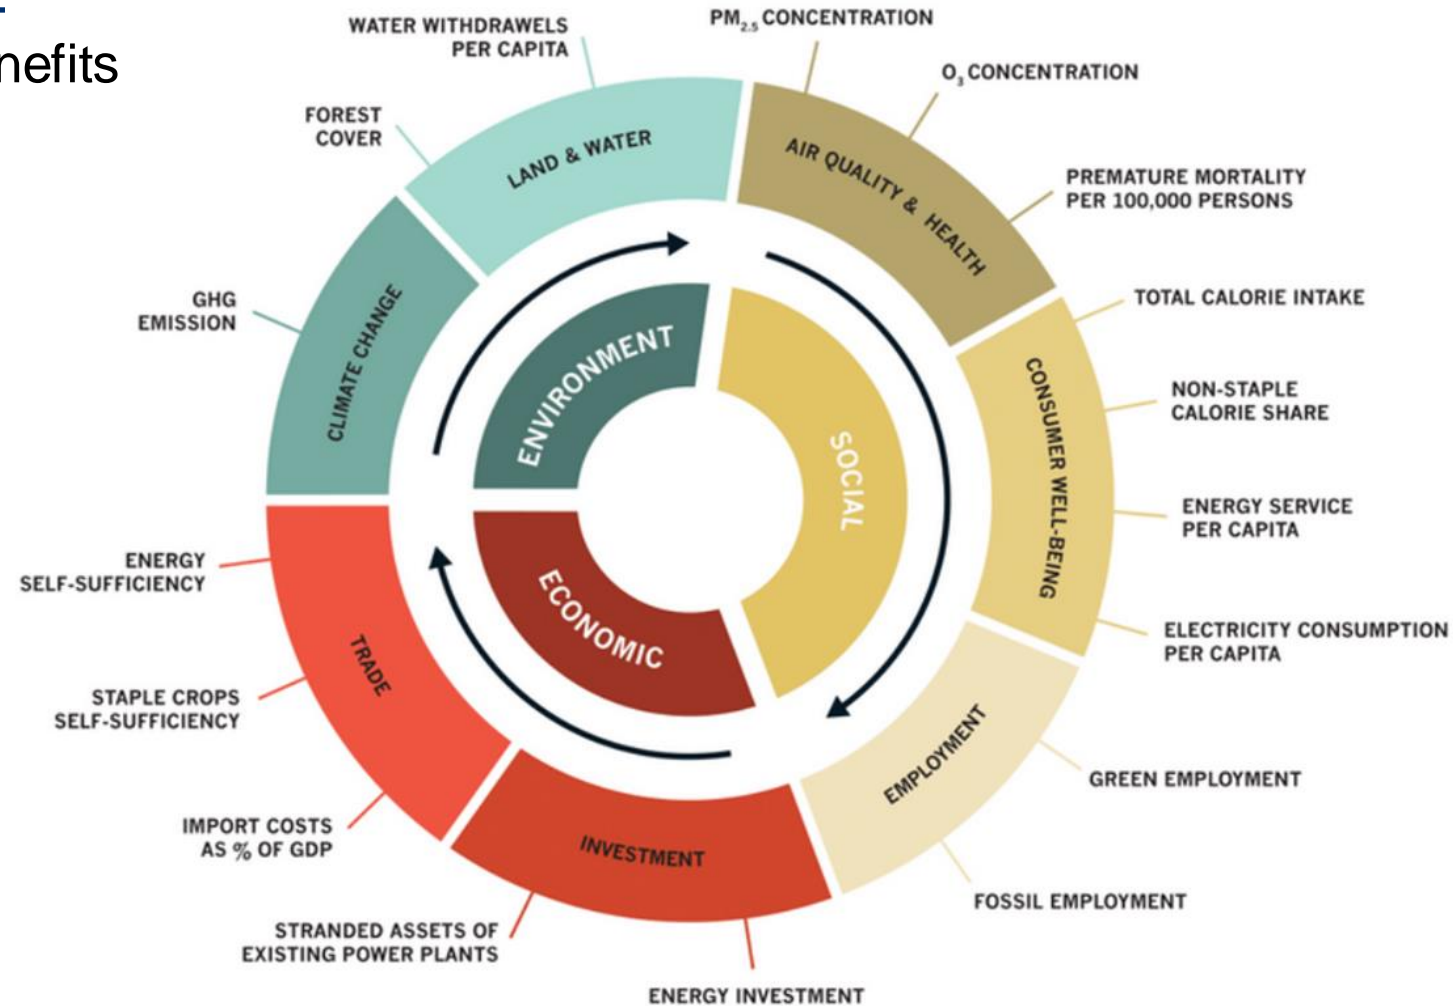 nefits
WATER WITHDRAWELS
PER CAPITA
PM2.5 CONCENTRATION
O3 CONCENTRATION
FOREST
COVER
LAND & WATER
AIR QUALITY & HEALTH
PREMATURE MORTALITY
PER 100,000 PERSONS
GHG
EMISSION
CLIMATE CHANGE
TOTAL CALORIE INTAKE
NON-STAPLE
CALORIE SHARE
CONSUMER WELL-BEING
ENERGY SERVICE
PER CAPITA
ELECTRICITY CONSUMPTION
PER CAPITA
ENVIRONMENT
SOCIAL
ECONOMIC
ENERGY
SELF-SUFFICIENCY
TRADE
STAPLE CROPS
SELF-SUFFICIENCY
IMPORT COSTS
AS % OF GDP
EMPLOYMENT
GREEN EMPLOYMENT
FOSSIL EMPLOYMENT
INVESTMENT
STRANDED ASSETS OF
EXISTING POWER PLANTS
ENERGY INVESTMENT